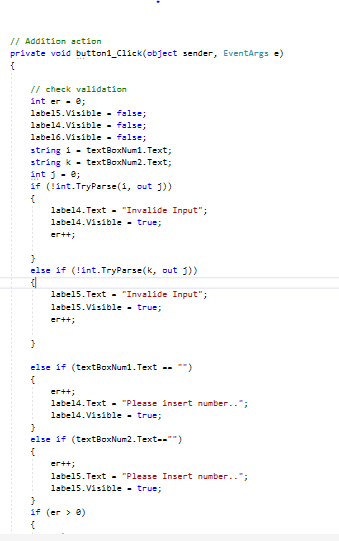 // Addition action
private void button1_Click(object sender, EventArgs e)
{
// check validation
int er = 0;
label5.Visible = false;
label4.Visible = false;
label6.Visible = false;
string i = textBoxNum1.Text;
string k = textBoxNum2.Text;
int j = 0;
if (!int.TryParse(i, out j))
{
label4.Text = "Invalide Input";
label4.Visible = true;
er++;
}
else if (!int.TryParse(k, out j))
{
label5.Text = "Invalide Input";
label5.Visible = true;
er++;
}
else if (textBoxNum1.Text == "")
{
er++;
label4.Text = "Please insert number..";
label4.Visible = true;
}
else if (textBoxNum2.Text=="")
{
er++;
label5.Text = "Please Insert number..";
label5.Visible = true;
}
if (er > 0)
{